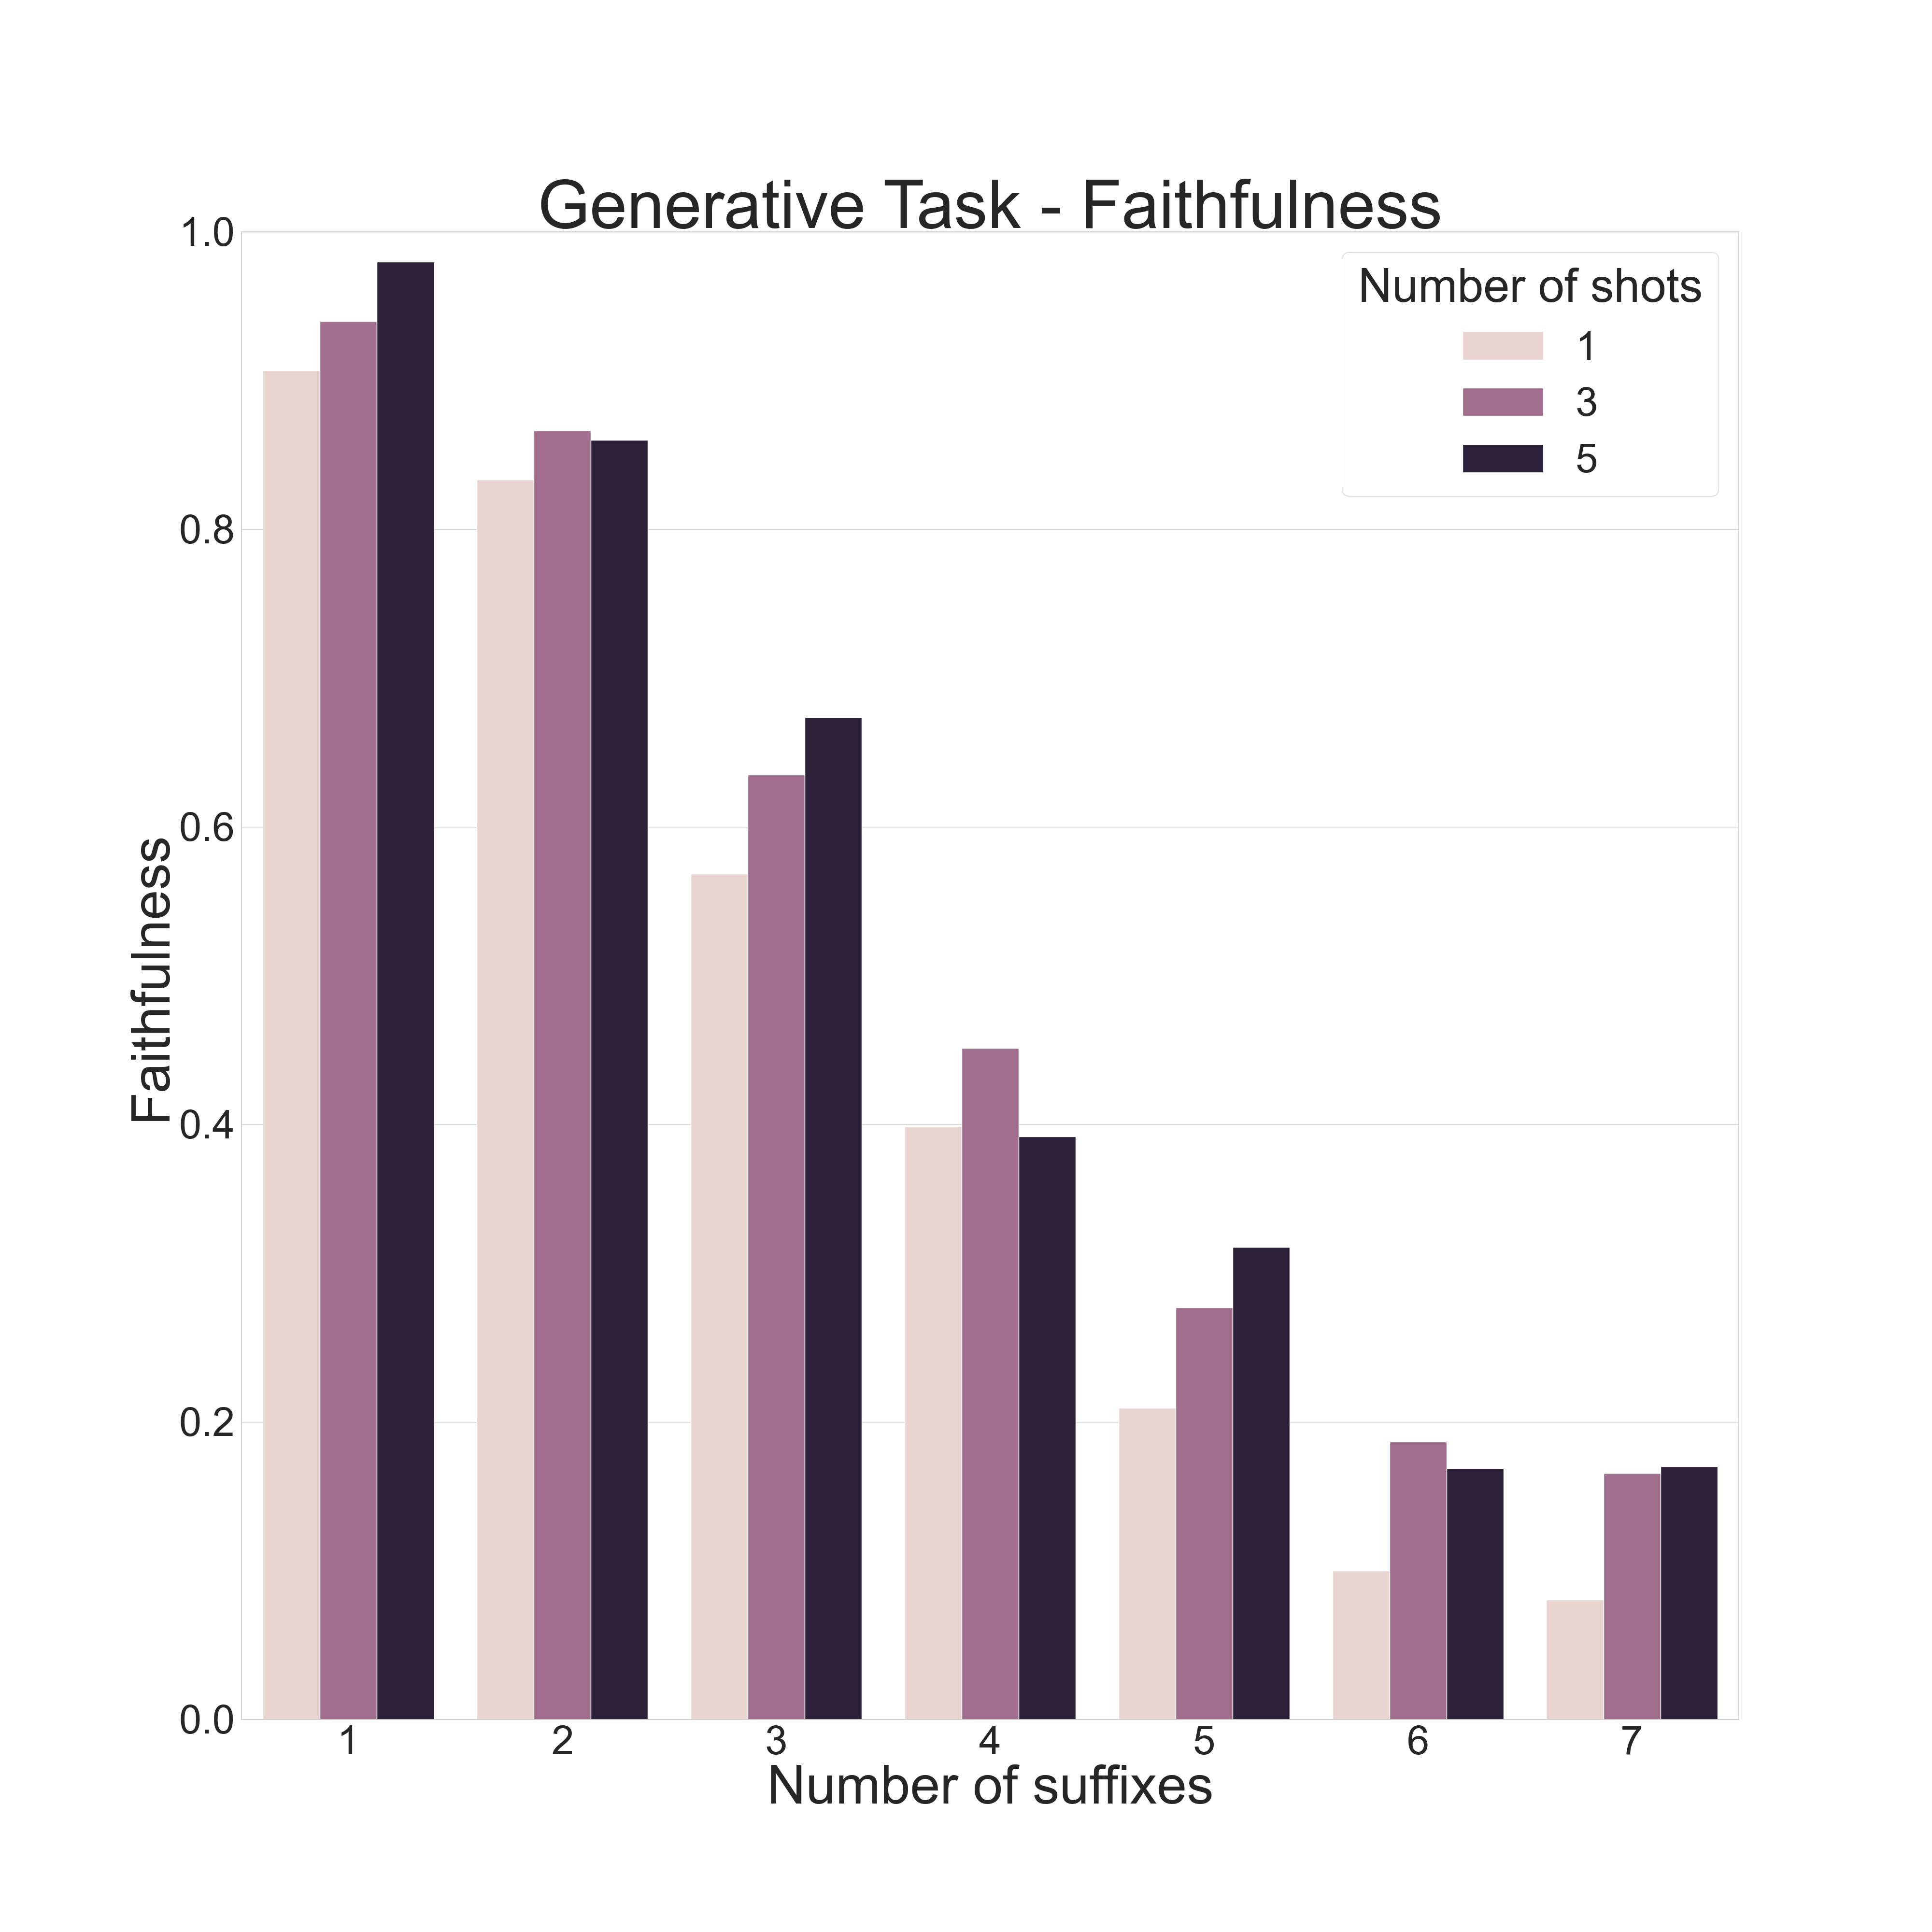 Generative Task - Faithfulness
Number of shots
1
3
5
Faithfulness
1.0
0.8
0.6
0.4
0.2
0.0
1 2 3 4 5 6 7
Number of suffixes